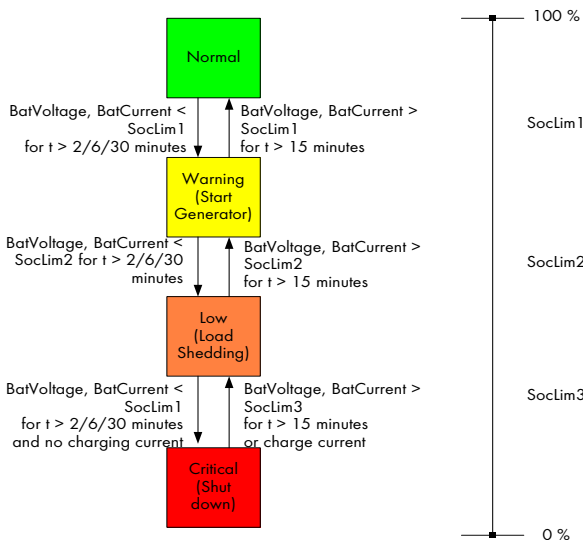 100 %
Normal
BatVoltage, BatCurrent <
SocLim1
for t > 2/6/30 minutes
BatVoltage, BatCurrent >
SocLim1
for t > 15 minutes
SocLim1
Warning
(Start
Generator)
BatVoltage, BatCurrent <
SocLim2 for t > 2/6/30
minutes
BatVoltage, BatCurrent >
SocLim2
for t > 15 minutes
SocLim2
Low
(Load
Shedding)
BatVoltage, BatCurrent <
SocLim1
for t > 2/6/30 minutes
and no charging current
BatVoltage, BatCurrent >
SocLim3
for t > 15 minutes
or charge current
SocLim3
Critical
(Shut
down)
0 %